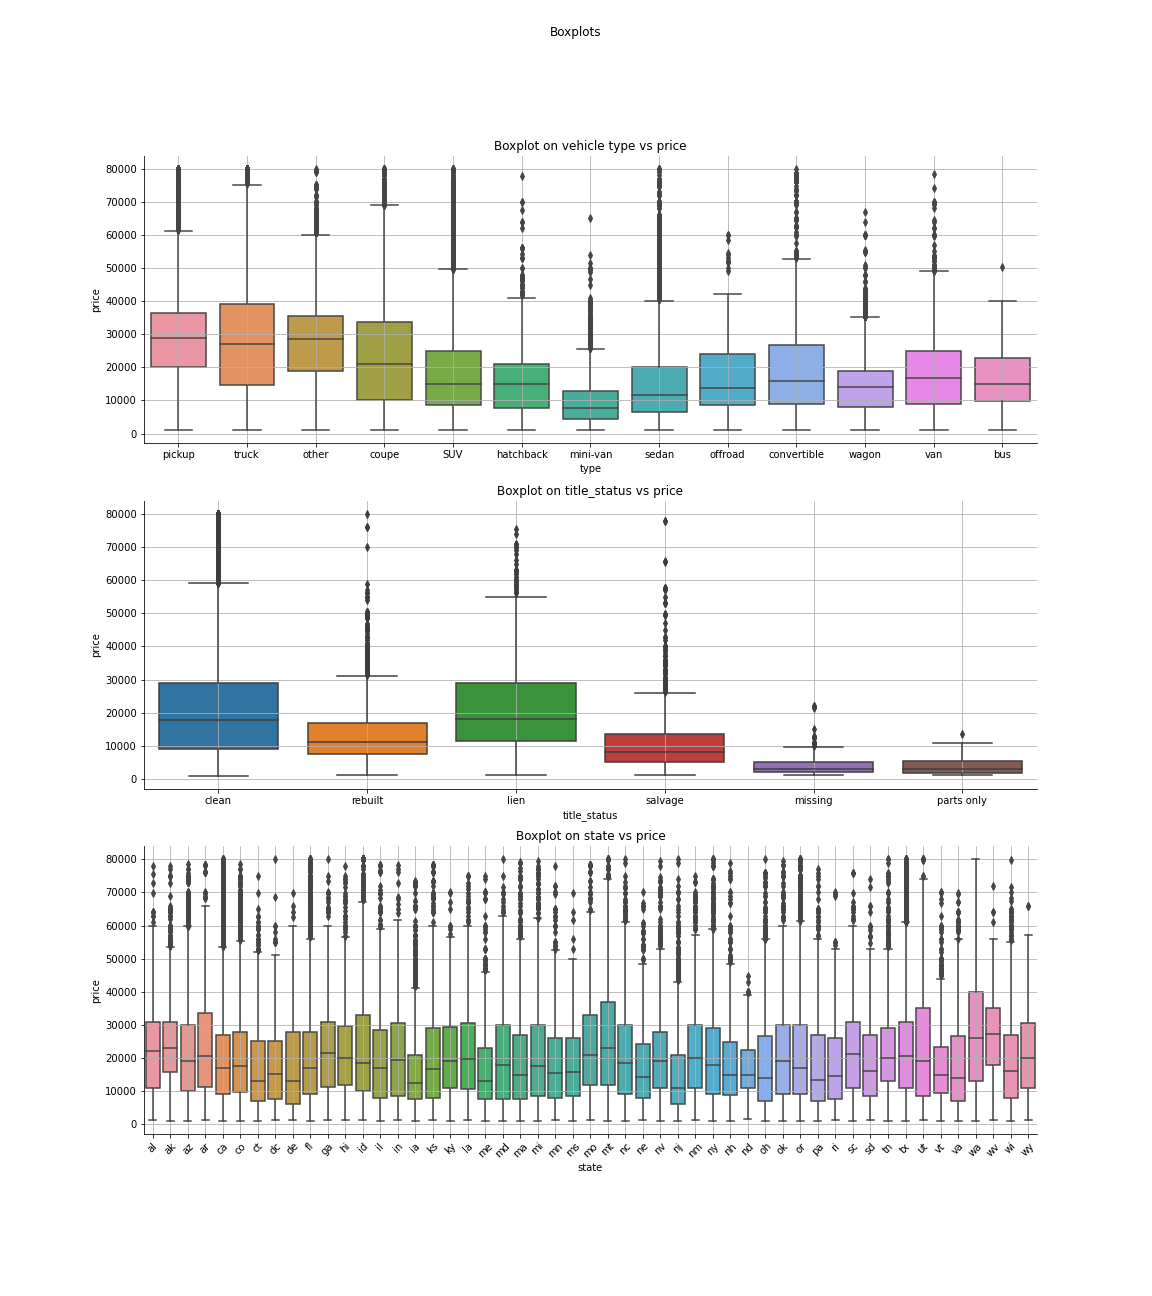 Boxplots
Boxplot on vehicle type vs price
80000
70000
60000
50000
40000
30000
20000
10000
0
price
pickup truck other coupe SUV hatchback mini-van sedan offroad convertible wagon van bus
type
Boxplot on title_status vs price
80000
70000
60000
50000
40000
30000
20000
10000
0
price
clean rebuilt lien salvage missing parts only
title_status
Boxplot on state vs price
80000
70000
60000
50000
40000
30000
20000
10000
0
price
al ak az ar ca co ct dc de fl ga hi id il in ia ks ky la me md ma mi mn ms mo mt nc ne nv nj nm ny nh nd oh ok or pa ri sc sd tn tx ut vt va wa wv wi wy
state